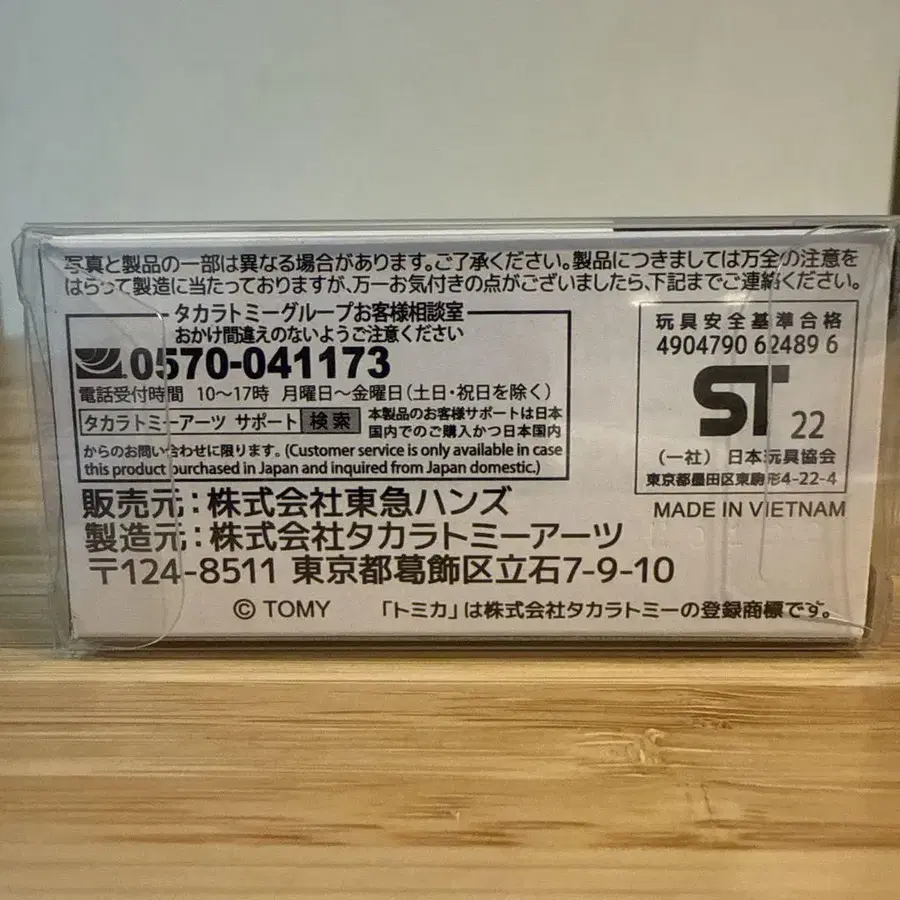 写真と製品の一部は異なる場合があります。ご了承ください。製品につきましては万全の注意を
はらって製造に当たっておりますが、万一お気付きの点がございましたら、下記までご連絡ください。
タカラトミーグループお客様相談室
おかけ間違えのないようご注意ください
0570-041173
電話受付時間 10〜17時 月曜日〜金曜日(土日・祝日を除く)
タカラトミーアーツ サポート 検索
本製品のお客様サポートは日本
国内でのご購入かつ日本国内
からのお問い合わせに限ります。(Customer service is only available in case
this product purchased in Japan and inquired from Japan domestic.)
玩具安全基準合格
4904790 62489 6
ST 22
(一社) 日本玩具協会
東京都墨田区東駒形4-22-4
MADE IN VIETNAM
販売元:株式会社東急ハンズ
製造元:株式会社タカラトミーアーツ
〒124-8511 東京都葛飾区立石7-9-10
© TOMY 「トミカ」は株式会社タカラトミーの登録商標です。